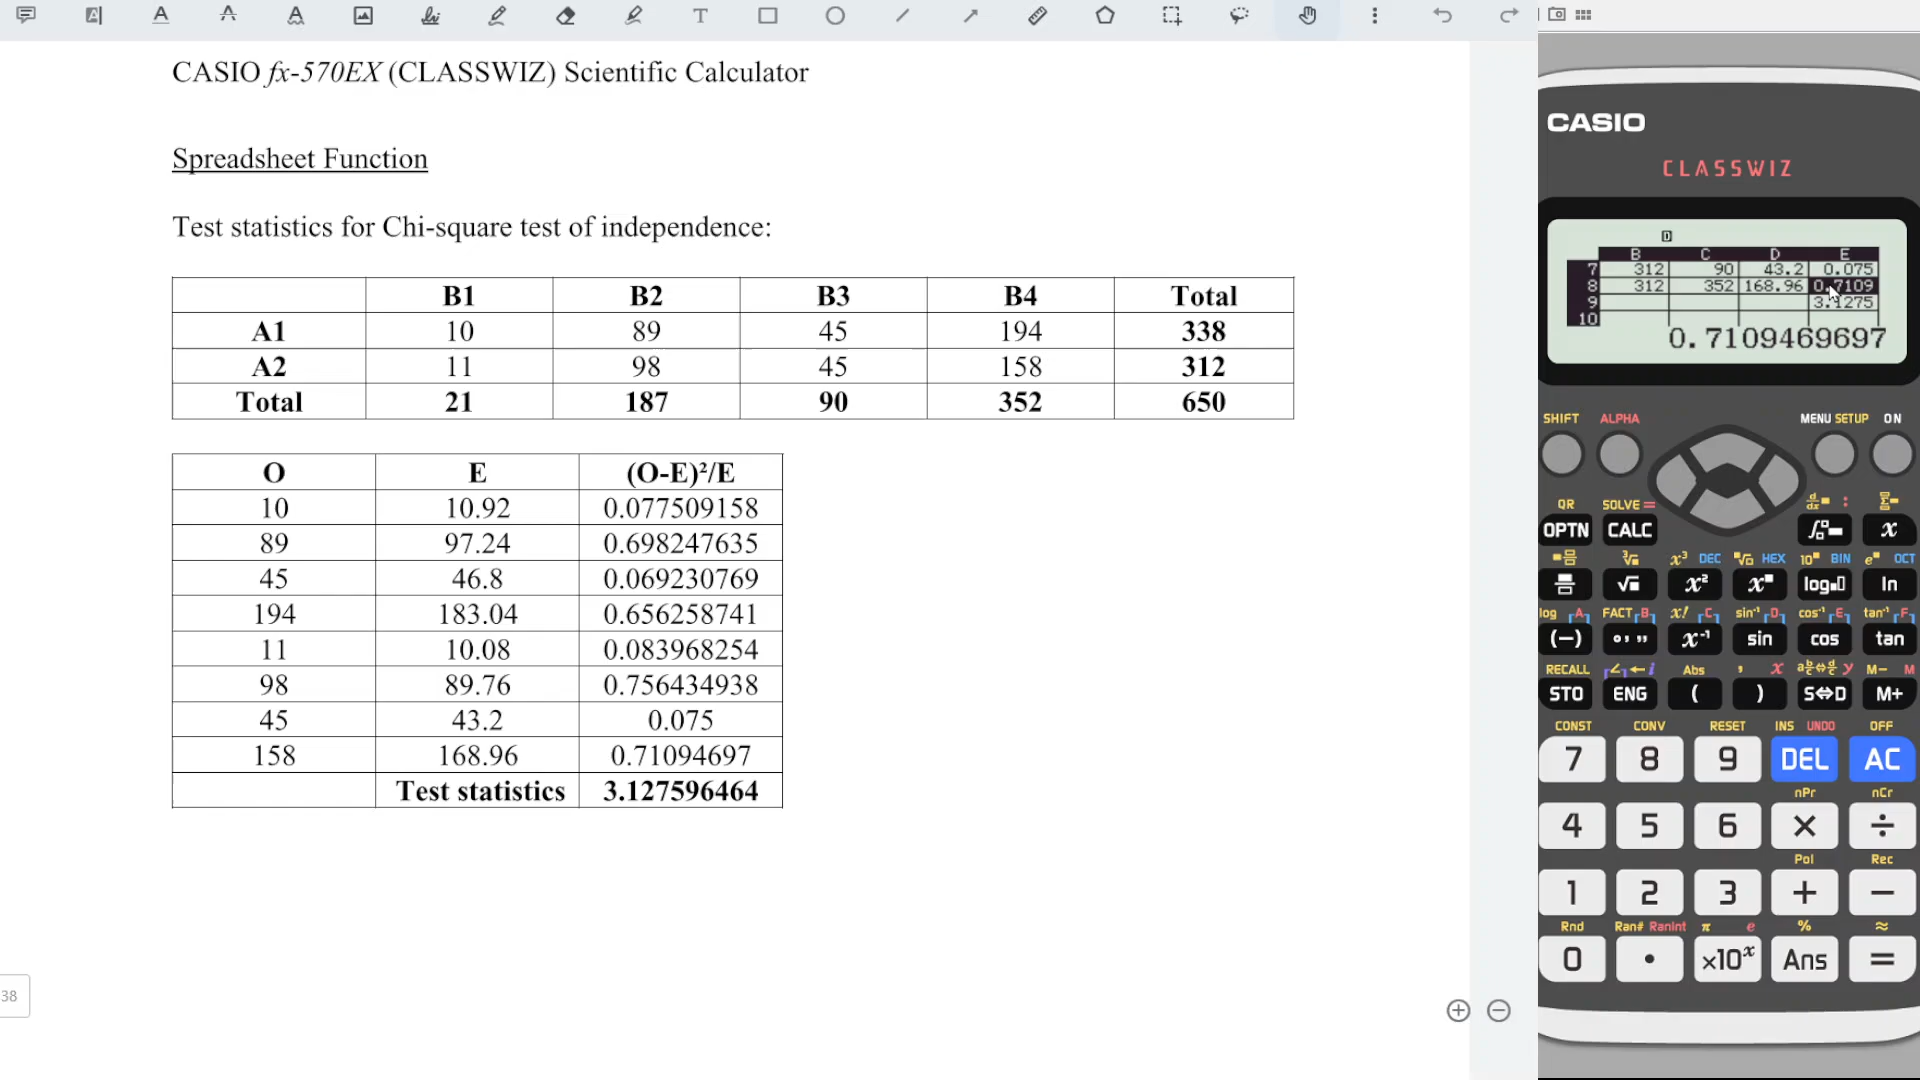 CASIO fx-570EX (CLASSWIZ) Scientific Calculator
Spreadsheet Function
Test statistics for Chi-square test of independence:
B1 B2 B3 B4 Total
A1 10 89 45 194 338
A2 11 98 45 158 312
Total 21 187 90 352 650
O E (O-E)²/E
10 10.92 0.077509158
89 97.24 0.698247635
45 46.8 0.069230769
194 183.04 0.656258741
11 10.08 0.083968254
98 89.76 0.756434938
45 43.2 0.075
158 168.96 0.71094697
Test statistics 3.127596464
38
CASIO
CLASSWIZ
D
B C D E
7 312 90 43.2 0.075
8 312 352 168.96 0.7109
9 3.1275
10
0.7109469697
SHIFT ALPHA MENU SETUP ON
QR SOLVE =
OPTN CALC x
x³ DEC HEX 10 BIN e OCT
x² log In
log A FACT B x! C sin⁻¹ D cos⁻¹ E tan⁻¹ F
(−) x⁻¹ sin cos tan
RECALL ∠ ← i Abs , x y M− M
STO ENG ( ) S⇔D M+
CONST CONV RESET INS UNDO OFF
7 8 9 DEL AC
nPr nCr
4 5 6 × ÷
Pol Rec
1 2 3 + −
Rnd Ran# RanInt π e % ≈
0 • ×10ˣ Ans =